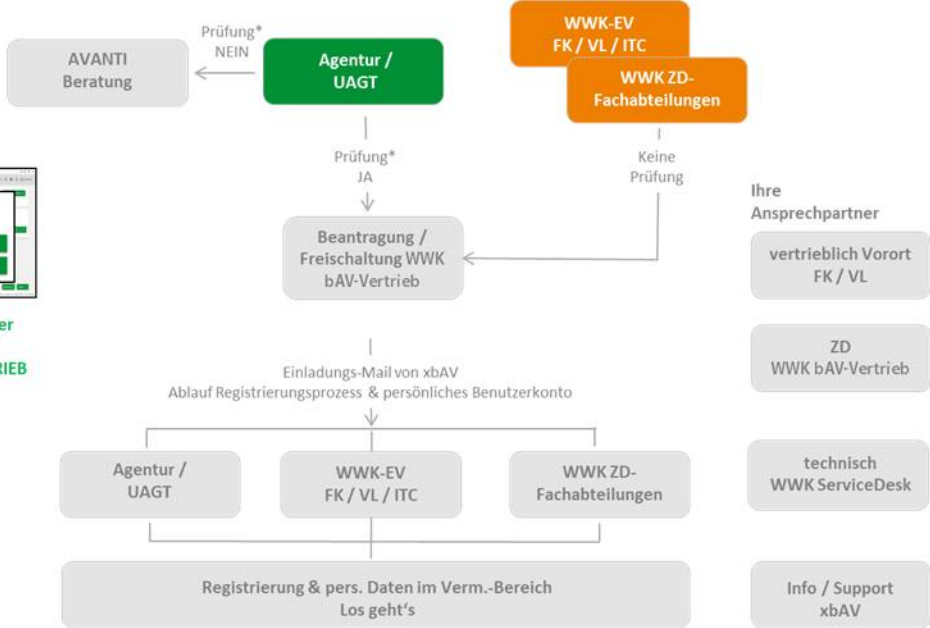 WWK-EV
FK / VL / ITC
WWK ZD-
Fachabteilungen
Agentur /
UAGT
Prüfung*
NEIN
AVANTI
Beratung
Prüfung*
JA
Keine
Prüfung
Beantragung /
Freischaltung WWK
bAV-Vertrieb
Einladungs-Mail von xbAV
Ablauf Registrierungsprozess & persönliches Benutzerkonto
Agentur /
UAGT
WWK-EV
FK / VL / ITC
WWK ZD-
Fachabteilungen
Registrierung & pers. Daten im Verm.-Bereich
Los geht's
Ihre
Ansprechpartner
vertrieblich Vorort
FK / VL
ZD
WWK bAV-Vertrieb
technisch
WWK ServiceDesk
Info / Support
xbAV
er
RIEB